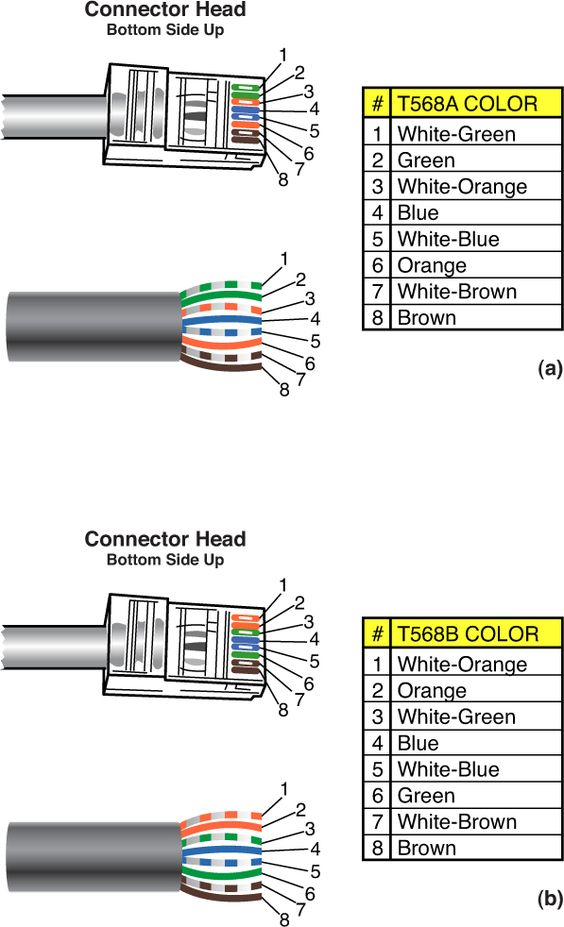 Connector Head
Bottom Side Up
1
2
3
4
5
6
7
8
1
2
3
4
5
6
7
8
# T568A COLOR
1 White-Green
2 Green
3 White-Orange
4 Blue
5 White-Blue
6 Orange
7 White-Brown
8 Brown
(a)
Connector Head
Bottom Side Up
1
2
3
4
5
6
7
8
1
2
3
4
5
6
7
8
# T568B COLOR
1 White-Orange
2 Orange
3 White-Green
4 Blue
5 White-Blue
6 Green
7 White-Brown
8 Brown
(b)